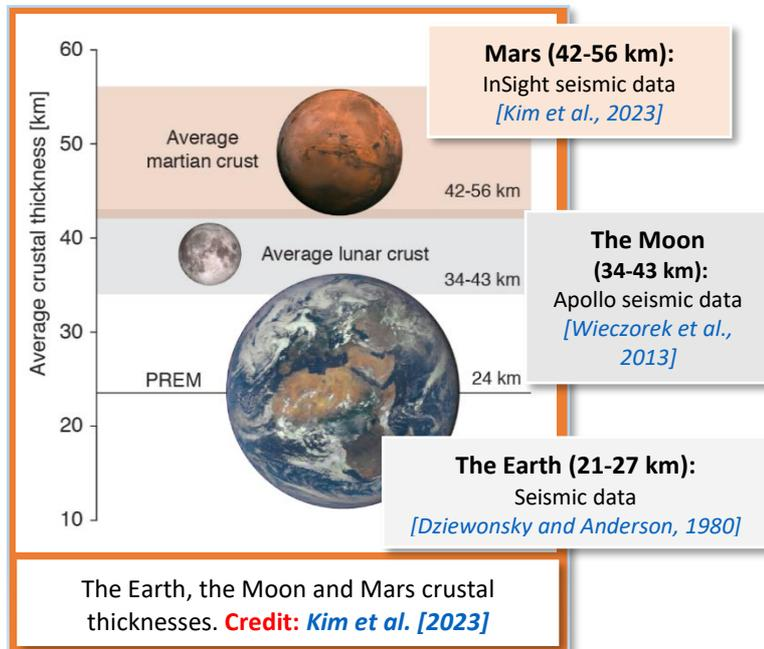 60
50
40
30
20
10
Average crustal thickness [km]
Average
martian crust
42-56 km
Average lunar crust
34-43 km
PREM
24 km
Mars (42-56 km):
InSight seismic data
[Kim et al., 2023]
The Moon
(34-43 km):
Apollo seismic data
[Wieczorek et al.,
2013]
The Earth (21-27 km):
Seismic data
[Dziewonsky and Anderson, 1980]
The Earth, the Moon and Mars crustal
thicknesses. Credit: Kim et al. [2023]